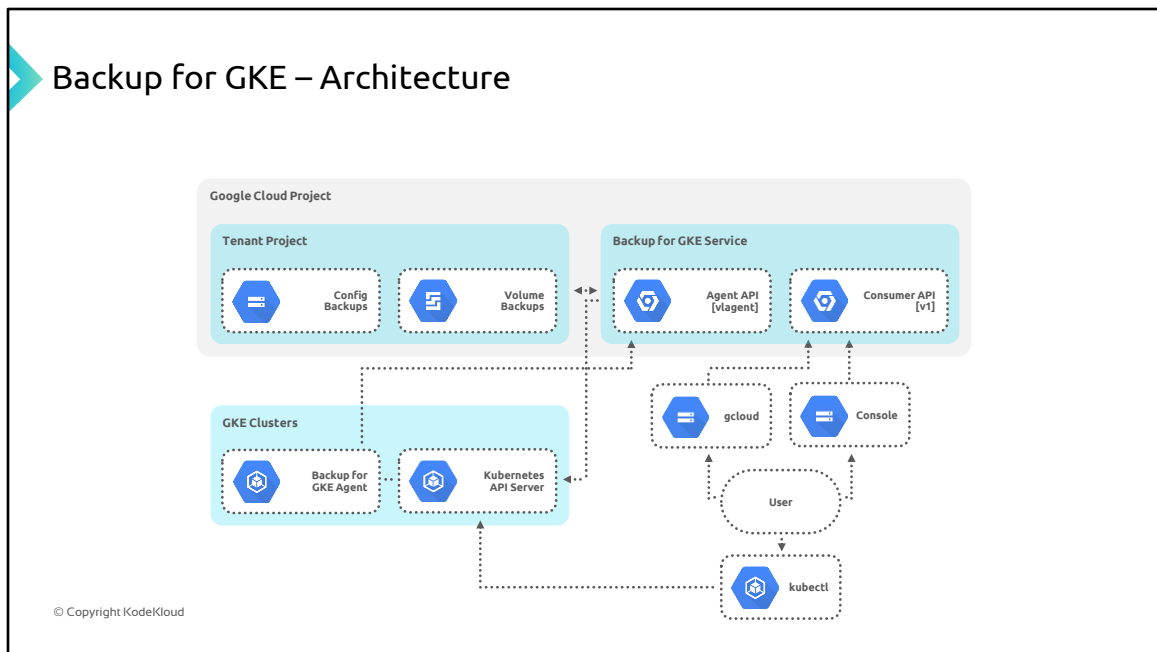 Backup for GKE – Architecture
Google Cloud Project
Tenant Project
Config
Backups
Volume
Backups
Backup for GKE Service
Agent API
[vlagent]
Consumer API
[v1]
GKE Clusters
Backup for
GKE Agent
Kubernetes
API Server
gcloud
Console
User
kubectl
© Copyright KodeKloud